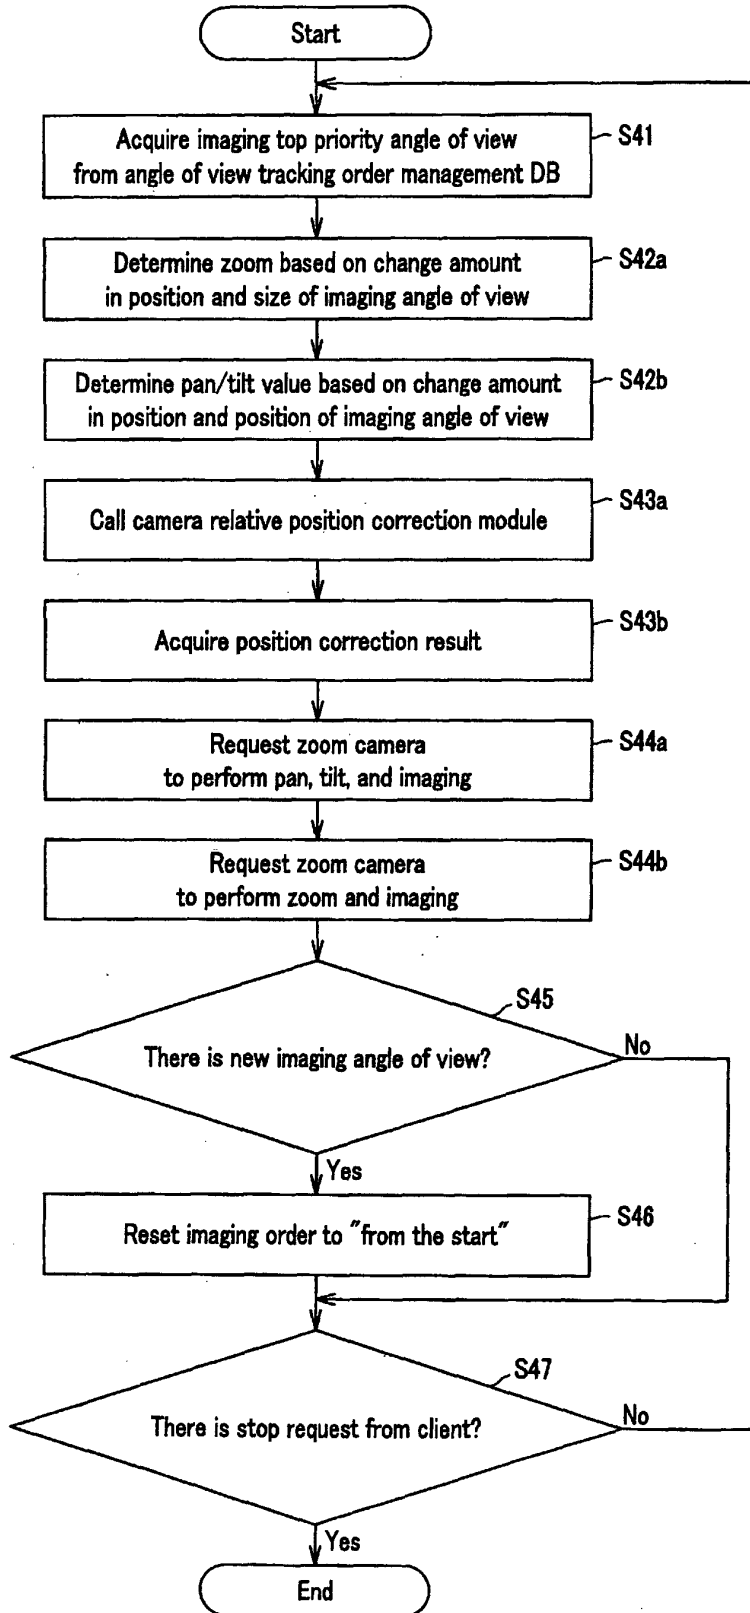 Start
Acquire imaging top priority angle of view
from angle of view tracking order management DB
S41
Determine zoom based on change amount
in position and size of imaging angle of view
S42a
Determine pan/tilt value based on change amount
in position and position of imaging angle of view
S42b
Call camera relative position correction module
S43a
Acquire position correction result
S43b
Request zoom camera
to perform pan, tilt, and imaging
S44a
Request zoom camera
to perform zoom and imaging
S44b
S45
There is new imaging angle of view?
No
Yes
Reset imaging order to "from the start"
S46
S47
There is stop request from client?
No
Yes
End